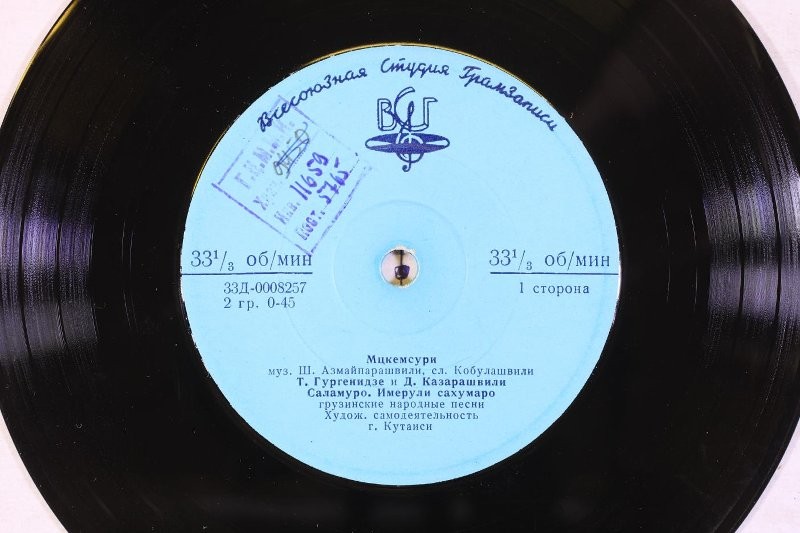 Всесоюзная Студия Грамзаписи
ВСГ
Г.Ц.М.М.К.
Инв. 11659
Пост. 5765
33¹/₃ об/мин
33¹/₃ об/мин
33Д-0008257
2 гр. 0-45
1 сторона
Мцкемсури
муз. Ш. Азмайпарашвили, сл. Кобулашвили
Т. Гургенидзе и Д. Казарашвили
Саламуро. Имерули сахумаро
грузинские народные песни
Худож. самодеятельность
г. Кутаиси